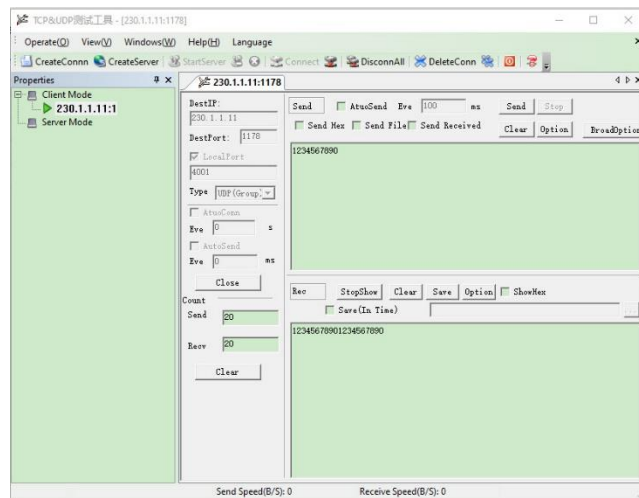 TCP&UDP测试工具 - [230.1.1.11:1178]
Operate(O) View(V) Windows(W) Help(H) Language
CreateConnn CreateServer StartServer Connect DisconnAll DeleteConn
Properties
Client Mode
230.1.1.11:1
Server Mode
230.1.1.11:1178
DestIP:
230.1.1.11
DestPort: 1178
LocalPort
4001
Type UDP(Group)
AtunConn
Eve 0 s
AutoSend
Eve 0 ms
Close
Count
Send 20
Recv 20
Clear
Send AtuoSend Eve 100 ms Send Stop
Send Hex Send File Send Received Clear Option BroadOption
1234567890
Rec StopShow Clear Save Option ShowHex
Save(In Time)
12345678901234567890
Send Speed(B/S): 0 Receive Speed(B/S): 0